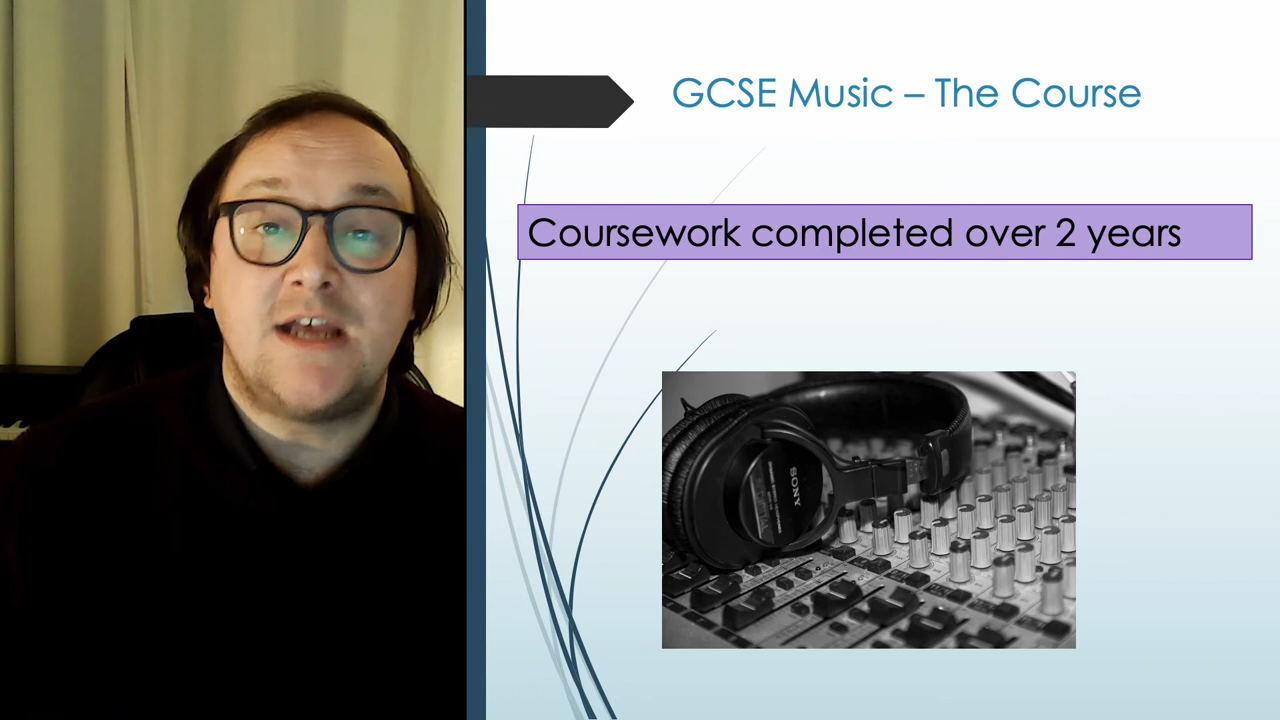 GCSE Music – The Course
Coursework completed over 2 years
SONY